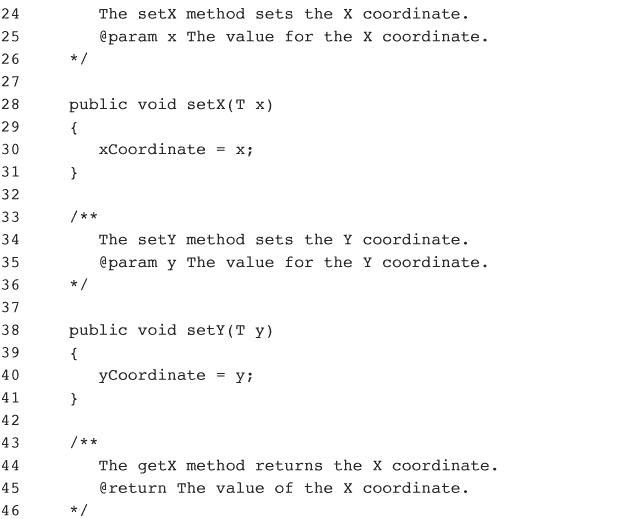 24        The setX method sets the X coordinate.
25        @param x The value for the X coordinate.
26     */
27
28     public void setX(T x)
29     {
30        xCoordinate = x;
31     }
32
33     /**
34        The setY method sets the Y coordinate.
35        @param y The value for the Y coordinate.
36     */
37
38     public void setY(T y)
39     {
40        yCoordinate = y;
41     }
42
43     /**
44        The getX method returns the X coordinate.
45        @return The value of the X coordinate.
46     */